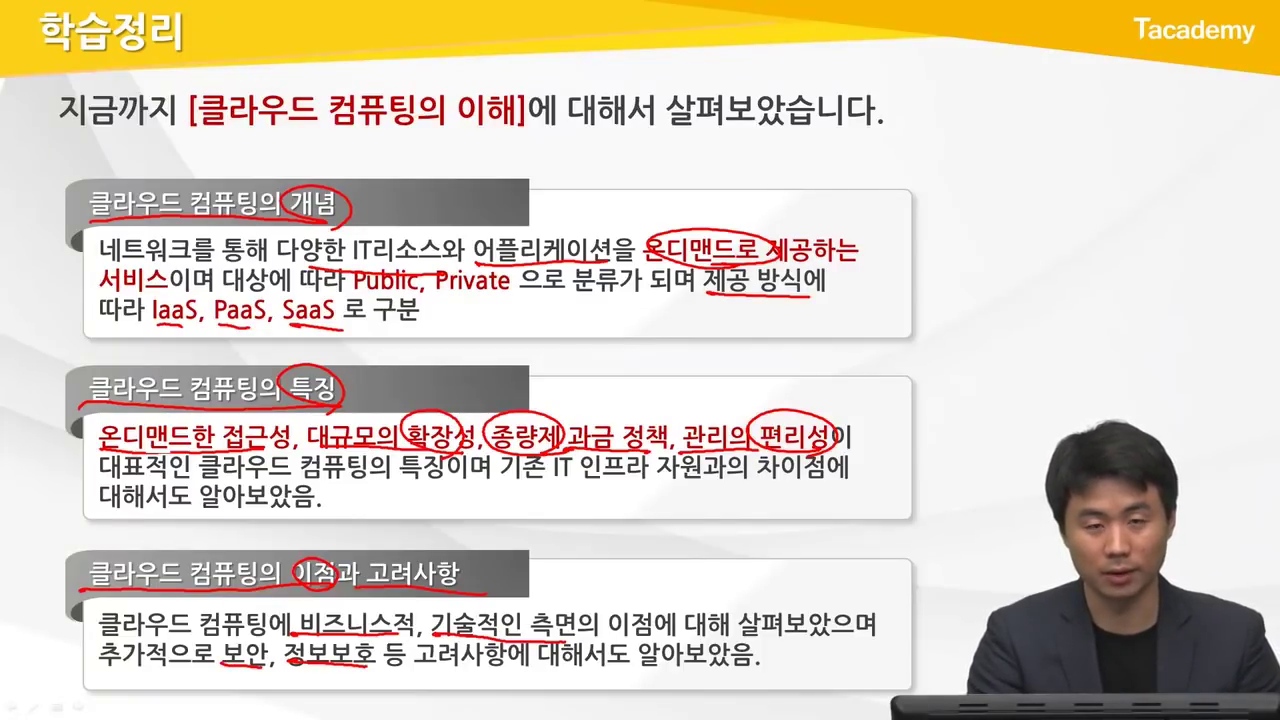 학습정리
Tacademy
지금까지 [클라우드 컴퓨팅의 이해]에 대해서 살펴보았습니다.
클라우드 컴퓨팅의 개념
네트워크를 통해 다양한 IT리소스와 어플리케이션을 온디맨드로 제공하는
서비스이며 대상에 따라 Public, Private 으로 분류가 되며 제공 방식에
따라 IaaS, PaaS, SaaS 로 구분
클라우드 컴퓨팅의 특징
온디맨드한 접근성, 대규모의 확장성, 종량제 과금 정책, 관리의 편리성이
대표적인 클라우드 컴퓨팅의 특징이며 기존 IT 인프라 자원과의 차이점에
대해서도 알아보았음.
클라우드 컴퓨팅의 이점과 고려사항
클라우드 컴퓨팅에 비즈니스적, 기술적인 측면의 이점에 대해 살펴보았으며
추가적으로 보안, 정보보호 등 고려사항에 대해서도 알아보았음.